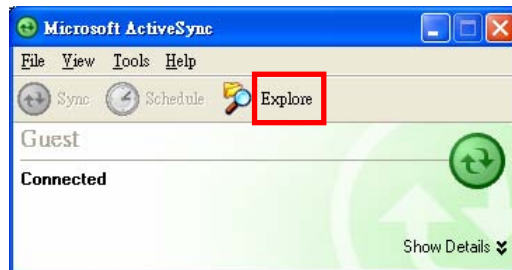 Microsoft ActiveSync
File View Tools Help
Sync Schedule Explore
Guest
Connected
Show Details